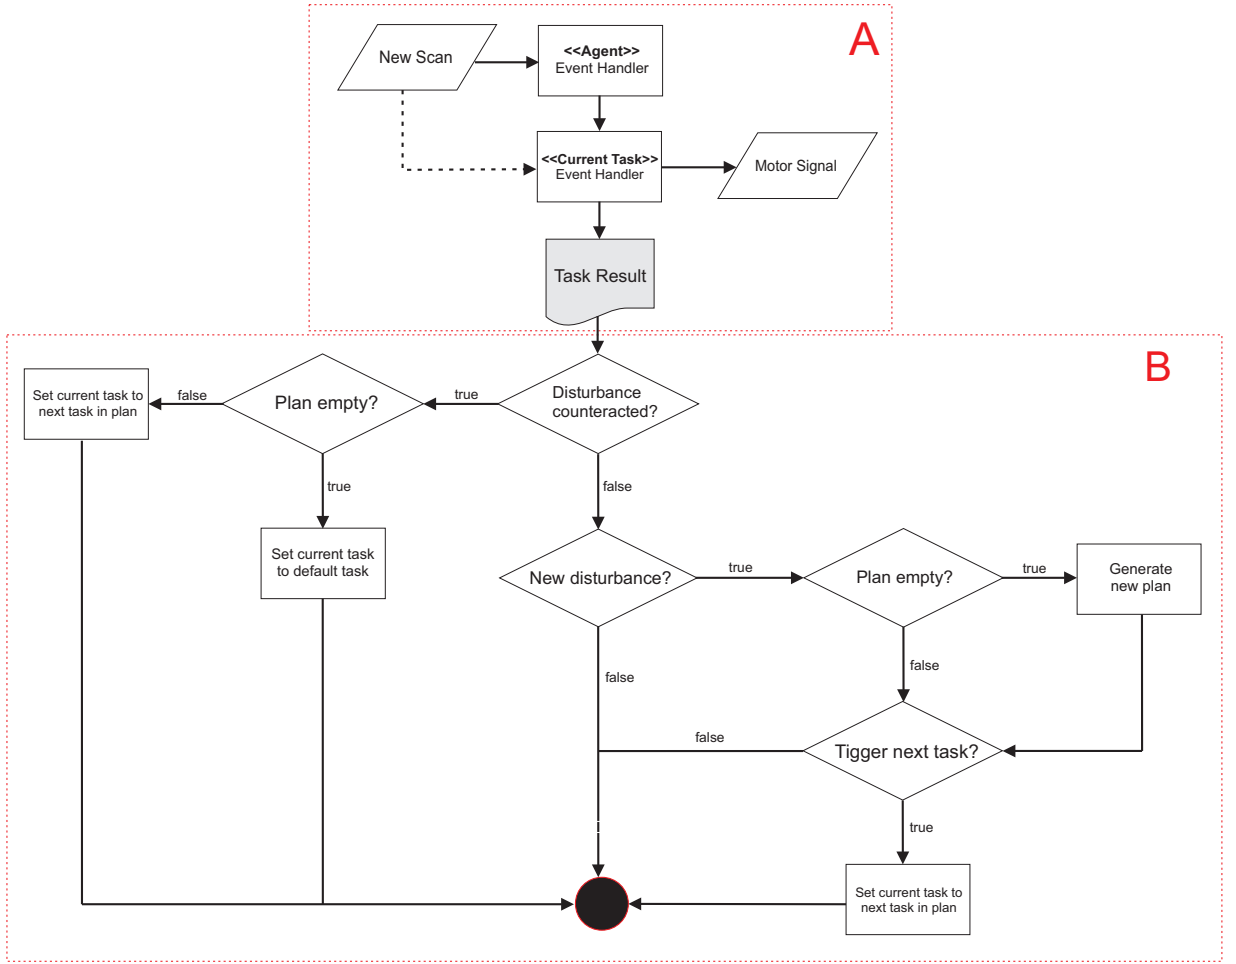 A
New Scan
<<Agent>>
Event Handler
<<Current Task>>
Event Handler
Motor Signal
Task Result
B
Set current task to
next task in plan
false
Plan empty?
true
Disturbance
counteracted?
true
false
Set current task
to default task
New disturbance?
true
Plan empty?
true
Generate
new plan
false
false
false
Tigger next task?
true
Set current task to
next task in plan